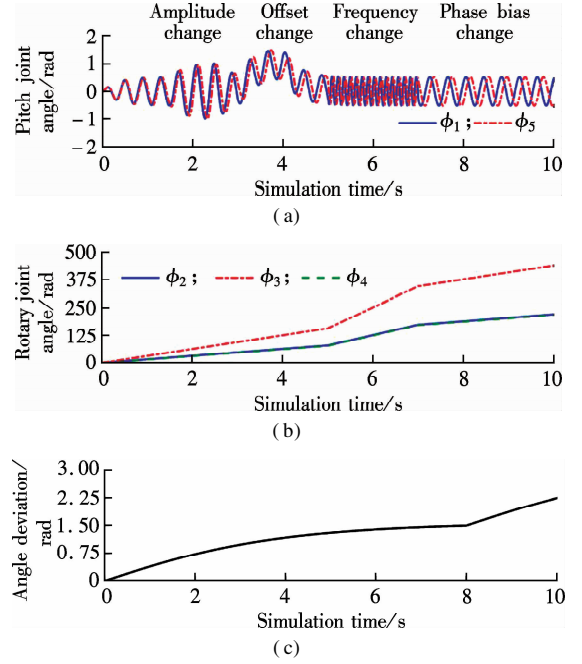 Amplitude change
Offset change
Frequency change
Phase bias change
Pitch joint angle/rad
2
1
0
−1
−2
ϕ1; ϕ5
0 2 4 6 8 10
Simulation time/s
(a)
Rotary joint angle/rad
500
375
250
125
0
ϕ2; ϕ3; ϕ4
0 2 4 6 8 10
Simulation time/s
(b)
Angle deviation/ rad
3.00
2.25
1.50
0.75
0
0 2 4 6 8 10
Simulation time/s
(c)